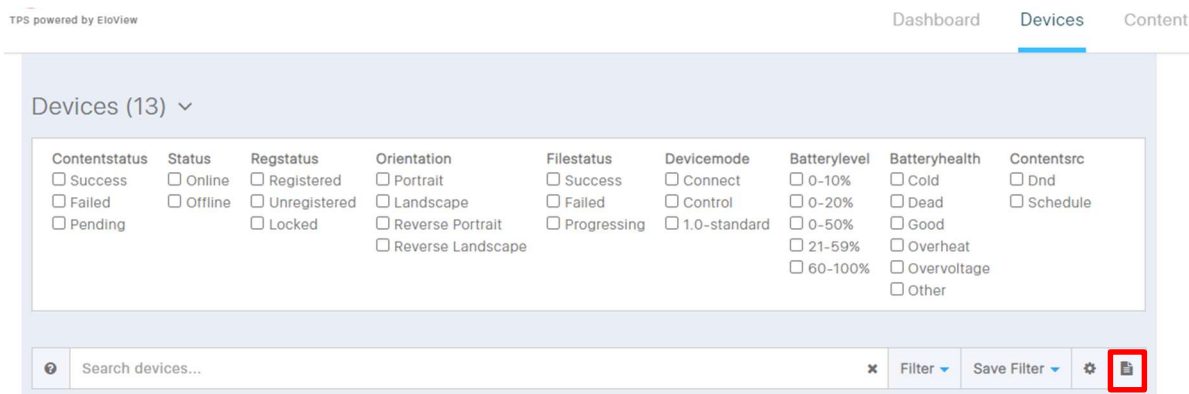 TPS powered by EloView
Dashboard Devices Content
Devices (13)
Contentstatus Status Regstatus Orientation Filestatus Devicemode Batterylevel Batteryhealth Contentsrc
Success Online Registered Portrait Success Connect 0-10% Cold Dnd
Failed Offline Unregistered Landscape Failed Control 0-20% Dead Schedule
Pending Locked Reverse Portrait Progressing 1.0-standard 0-50% Good
Reverse Landscape 21-59% Overheat
60-100% Overvoltage
Other
Search devices... Filter Save Filter